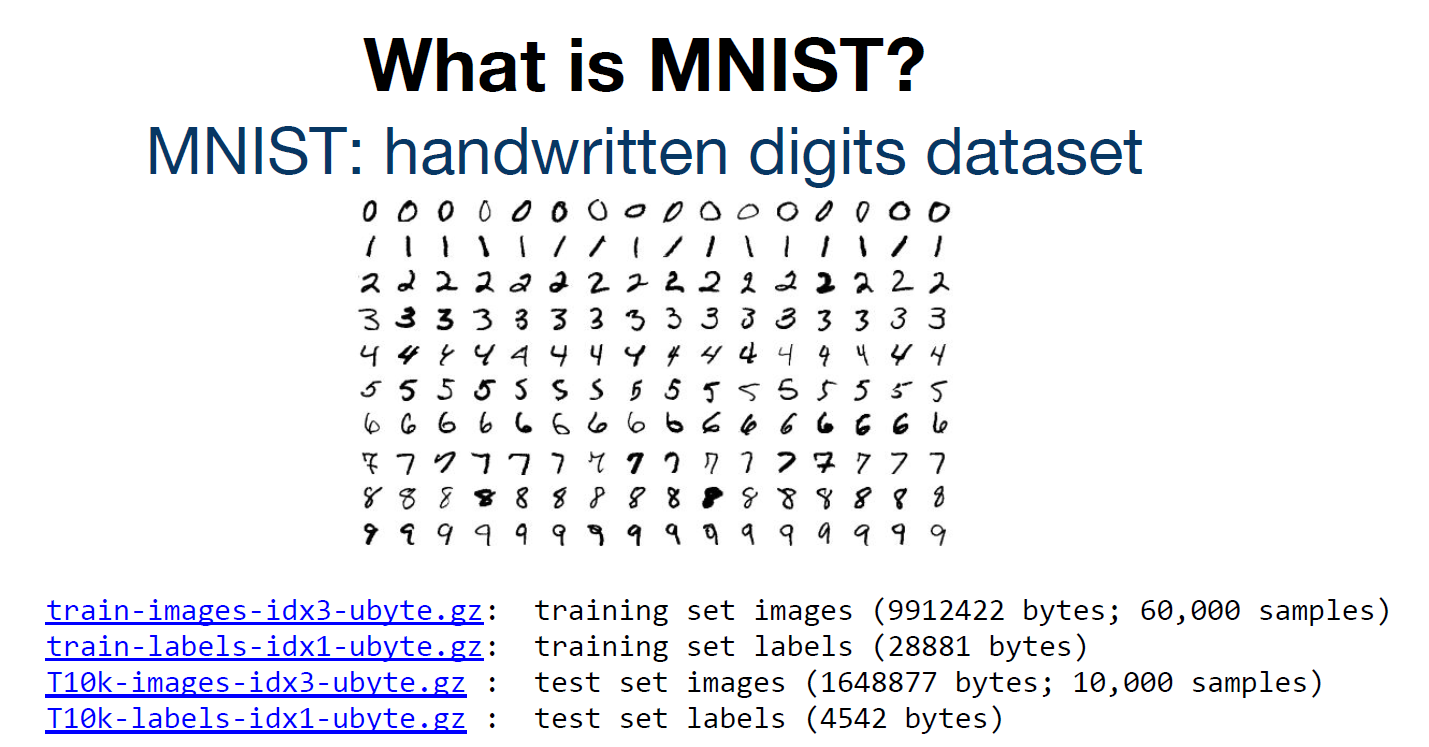 What is MNIST?
MNIST: handwritten digits dataset
0 0 0 0 0 0 0 0 0 0 0 0 0 0 0 0
1 1 1 1 1 1 1 1 1 1 1 1 1 1 1 1
2 2 2 2 2 2 2 2 2 2 2 2 2 2 2 2
3 3 3 3 3 3 3 3 3 3 3 3 3 3 3 3
4 4 4 4 4 4 4 4 4 4 4 4 4 4 4 4
5 5 5 5 5 5 5 5 5 5 5 5 5 5 5 5
6 6 6 6 6 6 6 6 6 6 6 6 6 6 6 6
7 7 7 7 7 7 7 7 7 7 7 7 7 7 7 7
8 8 8 8 8 8 8 8 8 8 8 8 8 8 8 8
9 9 9 9 9 9 9 9 9 9 9 9 9 9 9 9
train-images-idx3-ubyte.gz: training set images (9912422 bytes; 60,000 samples)
train-labels-idx1-ubyte.gz: training set labels (28881 bytes)
T10k-images-idx3-ubyte.gz : test set images (1648877 bytes; 10,000 samples)
T10k-labels-idx1-ubyte.gz : test set labels (4542 bytes)